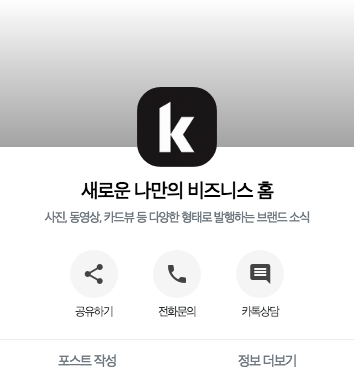 k
새로운 나만의 비즈니스 홈
사진, 동영상, 카드뷰 등 다양한 형태로 발행하는 브랜드 소식
공유하기 전화문의 카톡상담
포스트 작성 정보 더보기